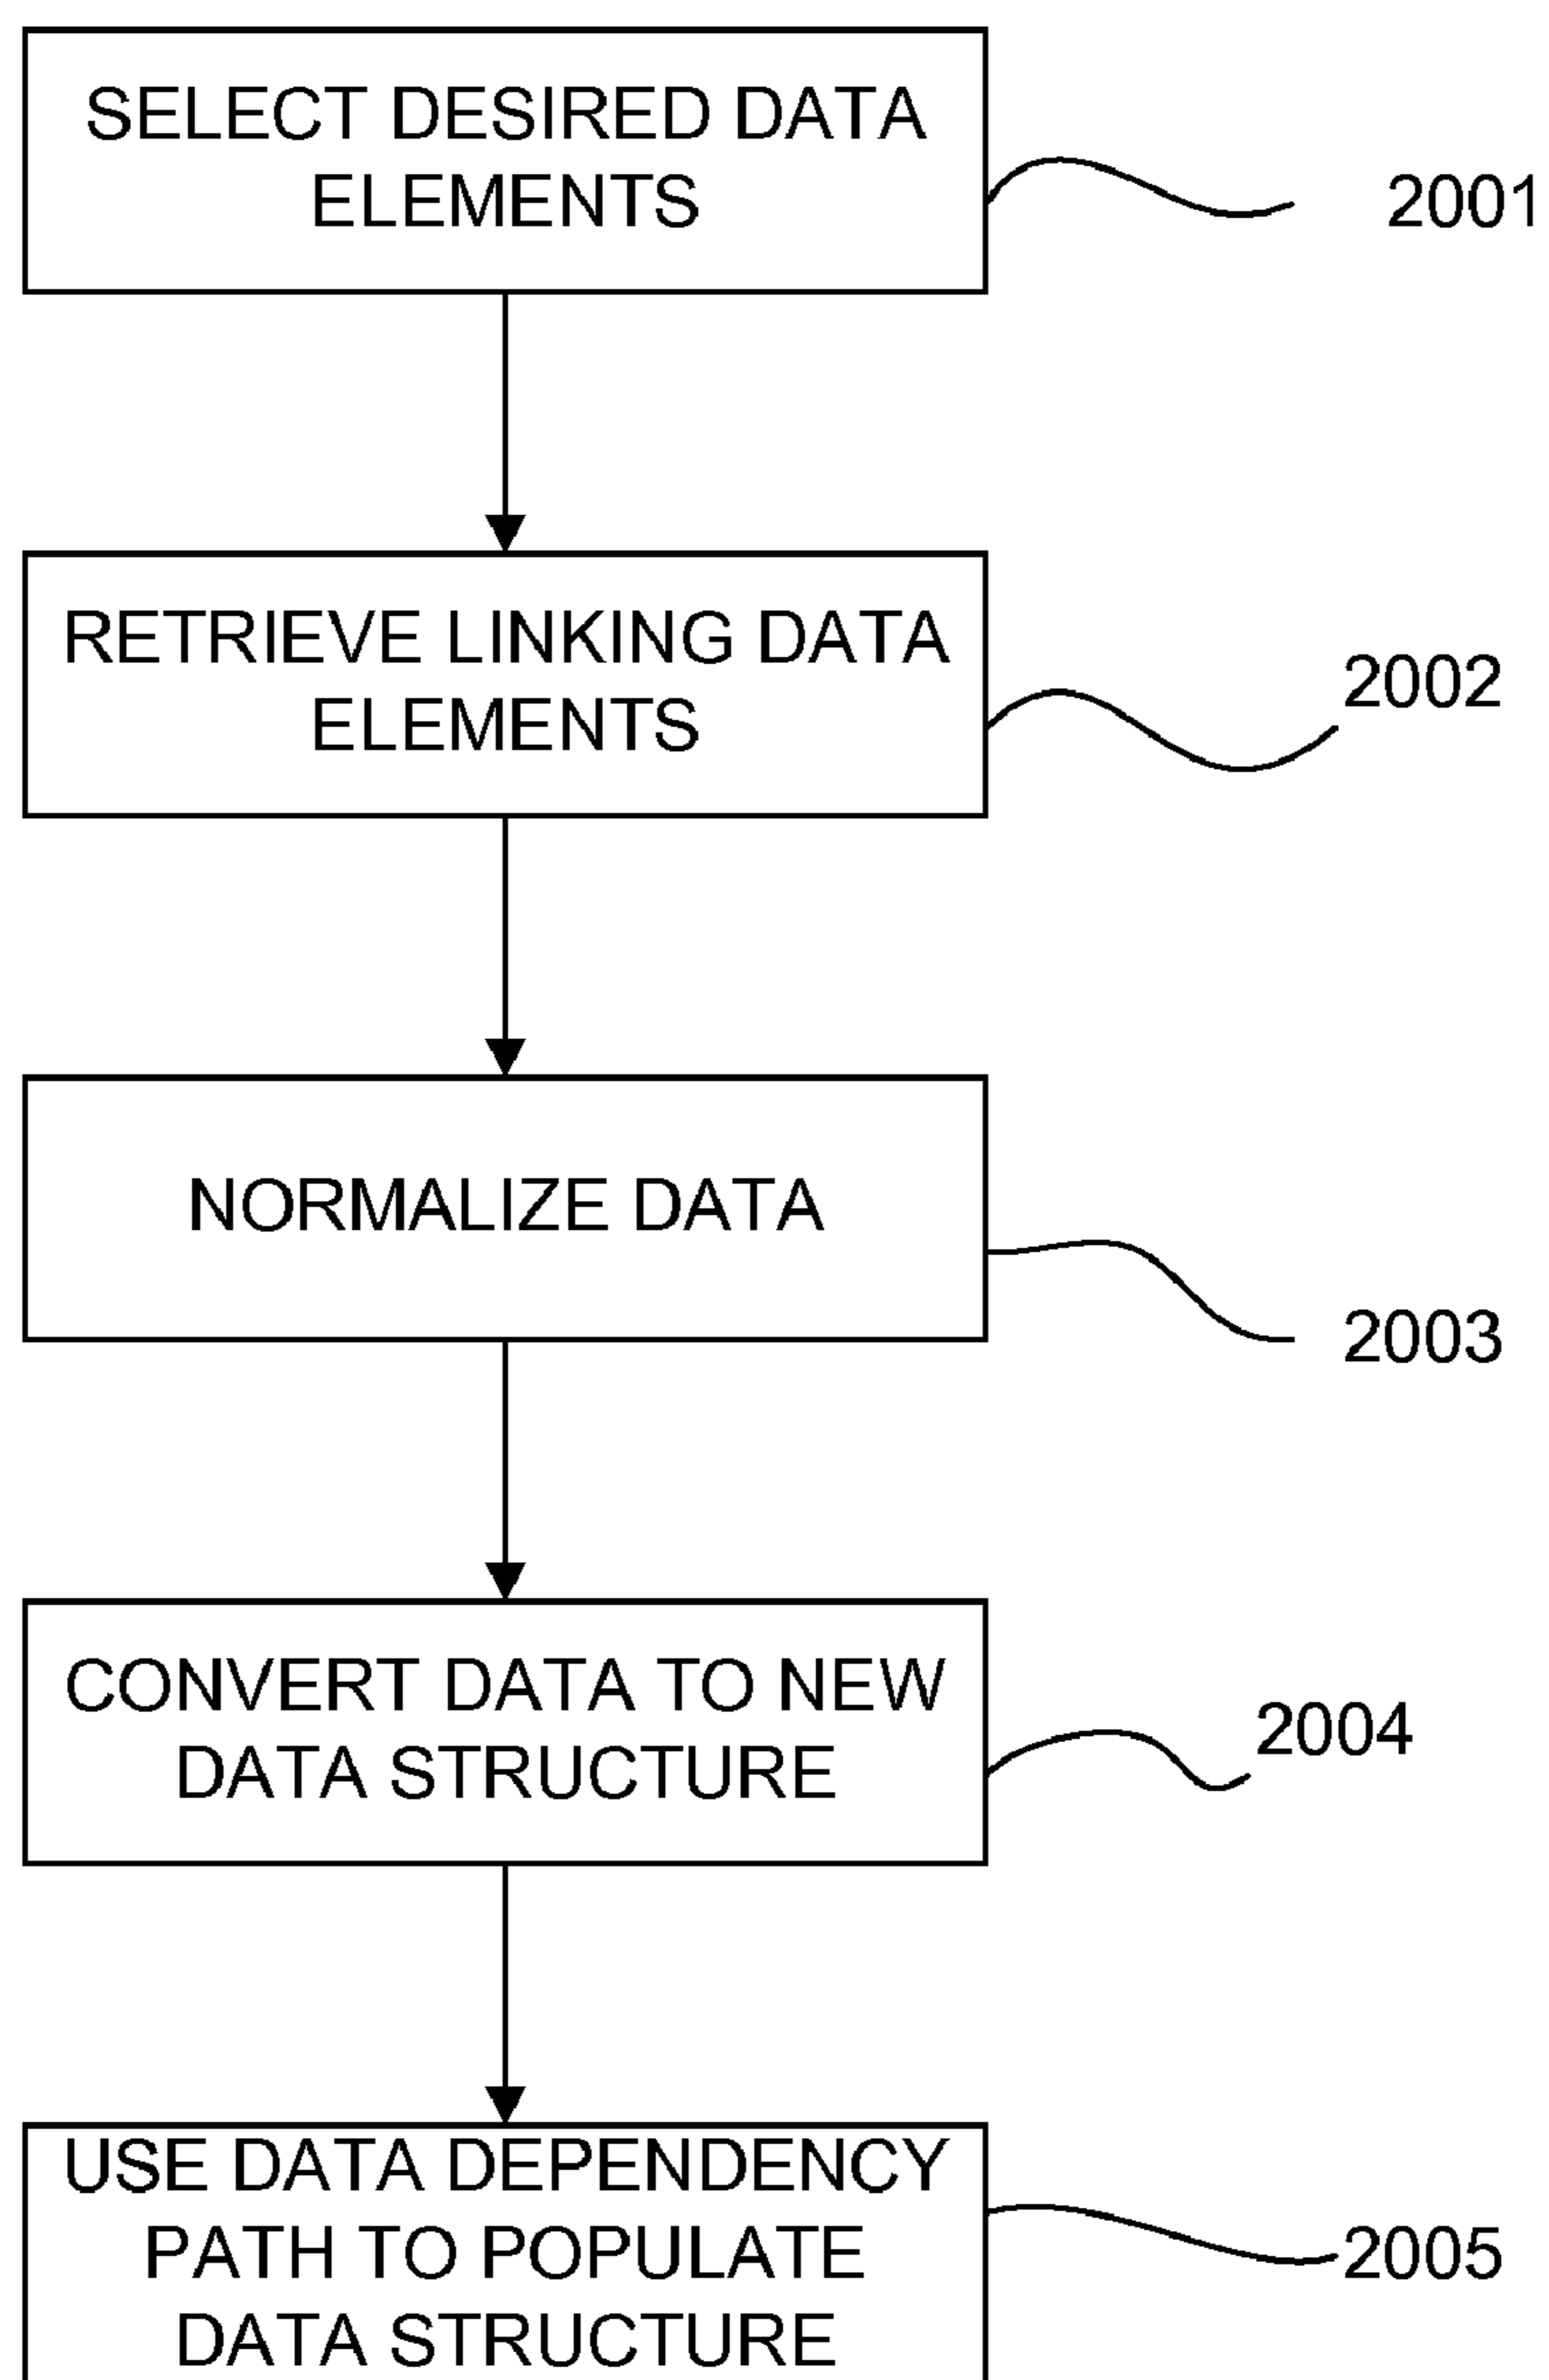 SELECT DESIRED DATA
ELEMENTS
2001
RETRIEVE LINKING DATA
ELEMENTS
2002
NORMALIZE DATA
2003
CONVERT DATA TO NEW
DATA STRUCTURE
2004
USE DATA DEPENDENCY
PATH TO POPULATE
DATA STRUCTURE
2005